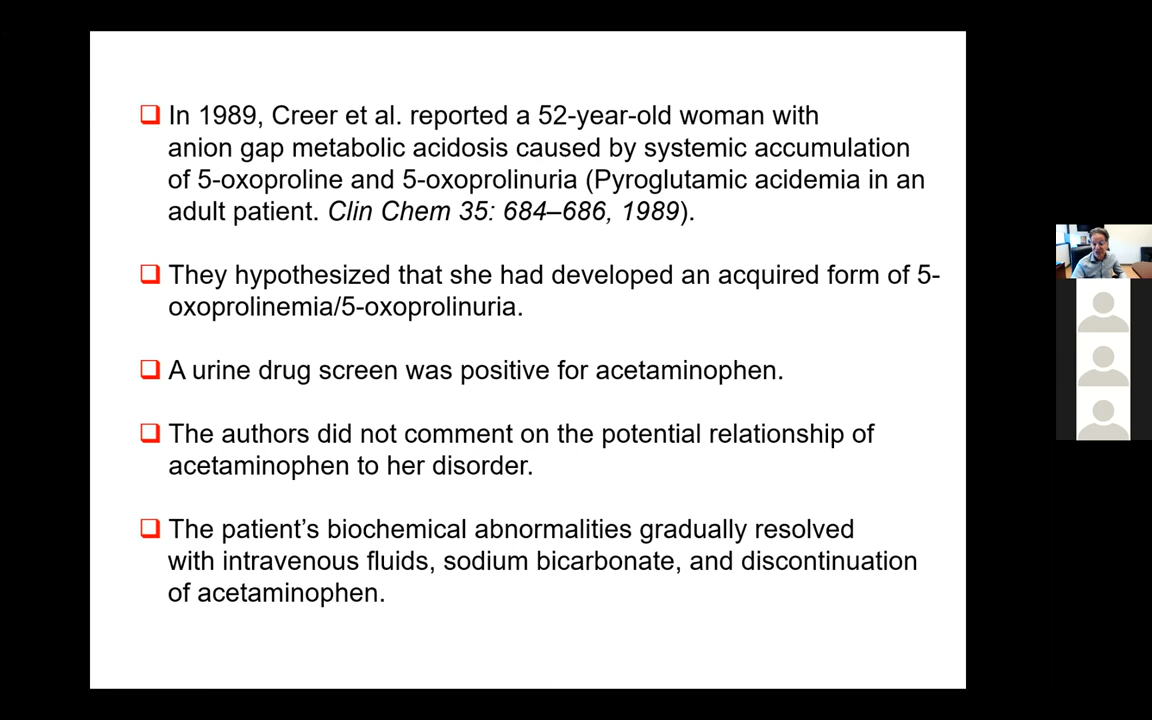 In 1989, Creer et al. reported a 52-year-old woman with
anion gap metabolic acidosis caused by systemic accumulation
of 5-oxoproline and 5-oxoprolinuria (Pyroglutamic acidemia in an
adult patient. Clin Chem 35: 684–686, 1989).
They hypothesized that she had developed an acquired form of 5-
oxoprolinemia/5-oxoprolinuria.
A urine drug screen was positive for acetaminophen.
The authors did not comment on the potential relationship of
acetaminophen to her disorder.
The patient’s biochemical abnormalities gradually resolved
with intravenous fluids, sodium bicarbonate, and discontinuation
of acetaminophen.